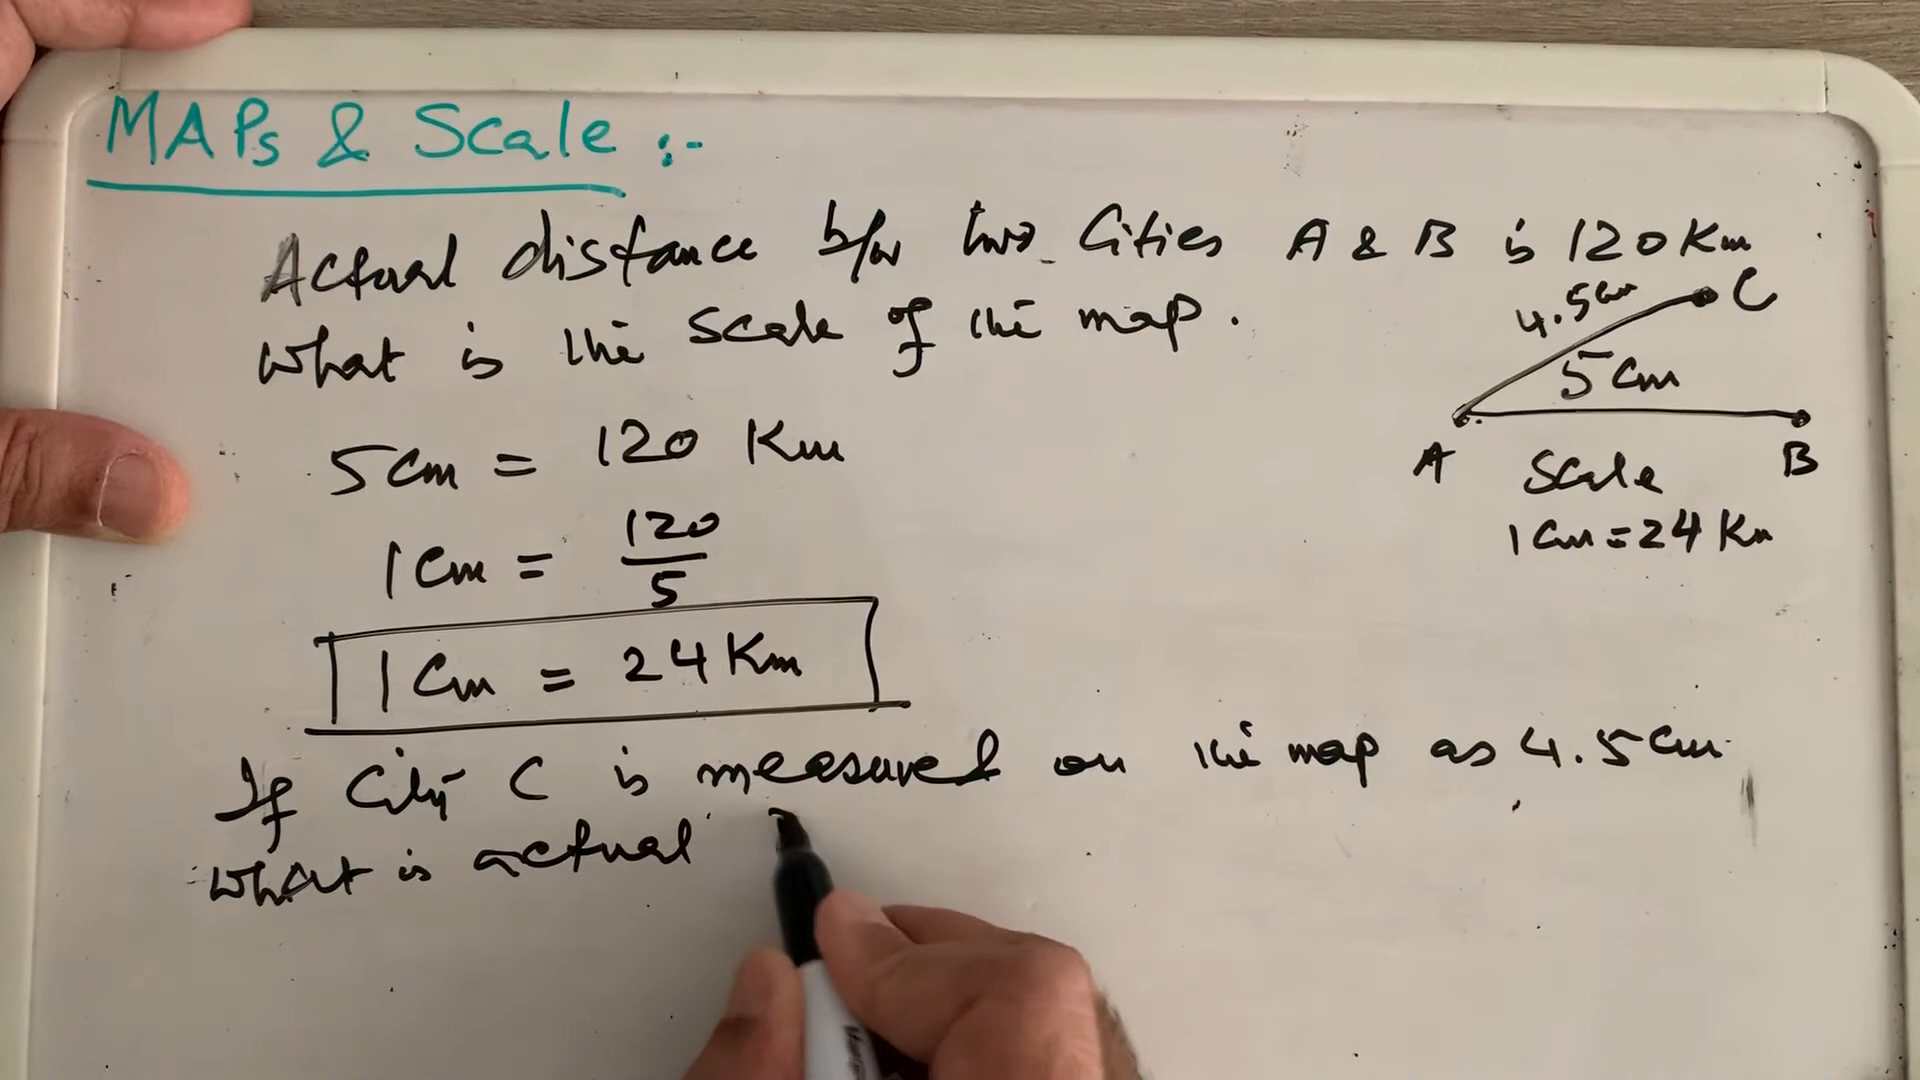 MAPs & Scale :-
Actual distance b/w two Cities A & B is 120 Km
What is the Scale of the map.
4.5 cm
C
5 Cm
A
B
Scale
1 Cm = 24 Km
5 Cm = 120 Km
1 Cm = 120/5
1 Cm = 24 Km
If City C is measured on the map as 4.5 Cm.
What is actual